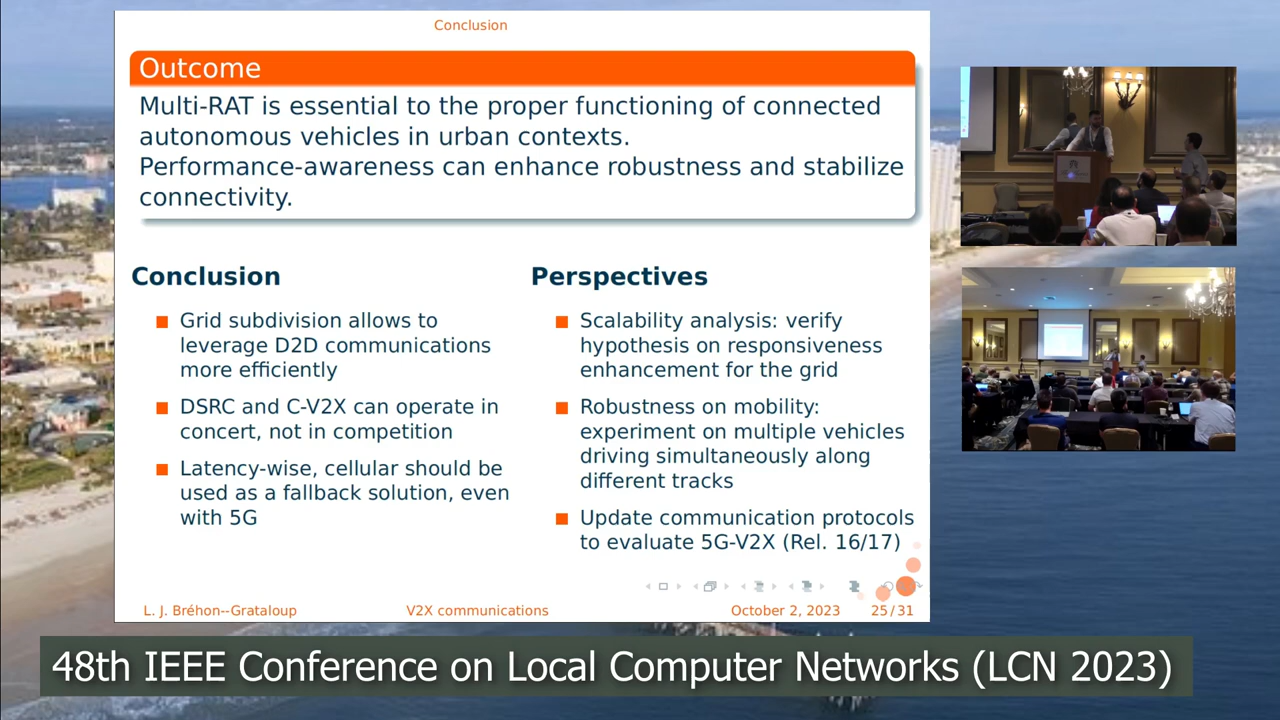 Conclusion
Outcome
Multi-RAT is essential to the proper functioning of connected
autonomous vehicles in urban contexts.
Performance-awareness can enhance robustness and stabilize
connectivity.
Conclusion
Grid subdivision allows to
leverage D2D communications
more efficiently
DSRC and C-V2X can operate in
concert, not in competition
Latency-wise, cellular should be
used as a fallback solution, even
with 5G
Perspectives
Scalability analysis: verify
hypothesis on responsiveness
enhancement for the grid
Robustness on mobility:
experiment on multiple vehicles
driving simultaneously along
different tracks
Update communication protocols
to evaluate 5G-V2X (Rel. 16/17)
L. J. Bréhon--Grataloup V2X communications October 2, 2023 25/31
48th IEEE Conference on Local Computer Networks (LCN 2023)